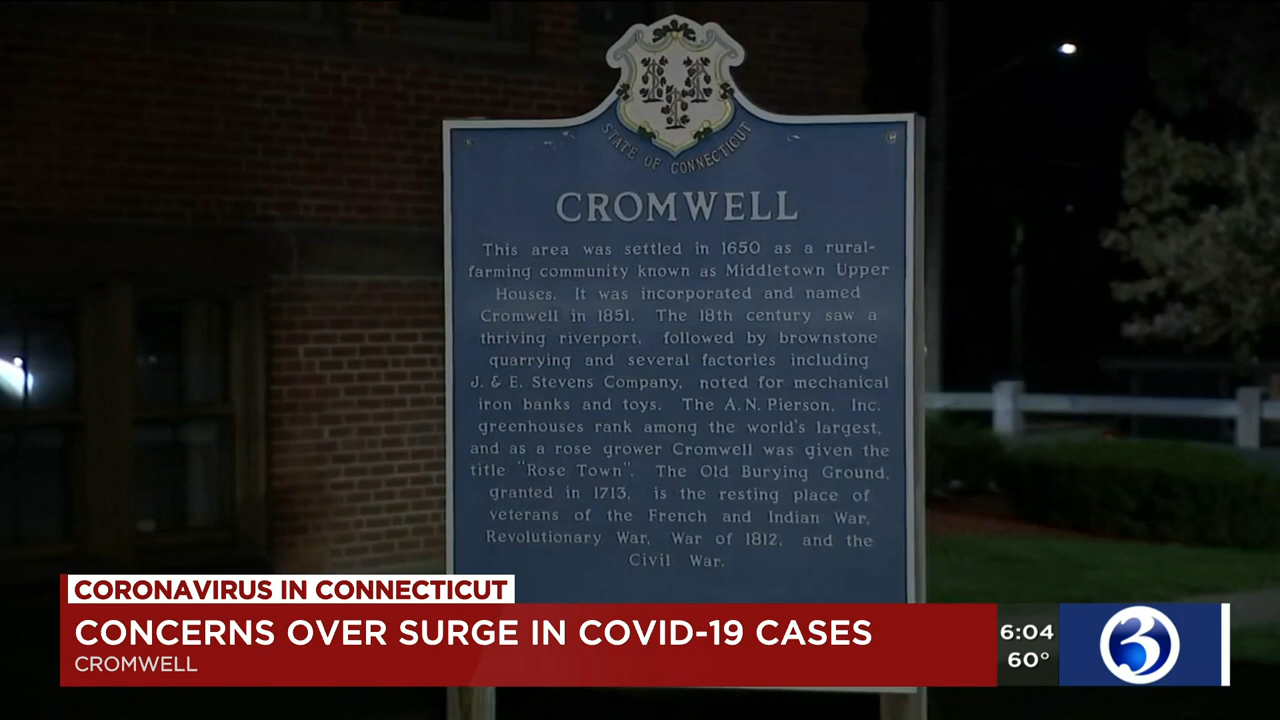 STATE OF CONNECTICUT
CROMWELL
This area was settled in 1650 as a rural-
farming community known as Middletown Upper
Houses. It was incorporated and named
Cromwell in 1851. The 18th century saw a
thriving riverport, followed by brownstone
quarrying and several factories including
J. & E. Stevens Company, noted for mechanical
iron banks and toys. The A. N. Pierson, Inc.
greenhouses rank among the world's largest,
and as a rose grower Cromwell was given the
title "Rose Town". The Old Burying Ground,
granted in 1713, is the resting place of
veterans of the French and Indian War,
Revolutionary War, War of 1812, and the
Civil War.
CORONAVIRUS IN CONNECTICUT
CONCERNS OVER SURGE IN COVID-19 CASES
CROMWELL
6:04
60°
3